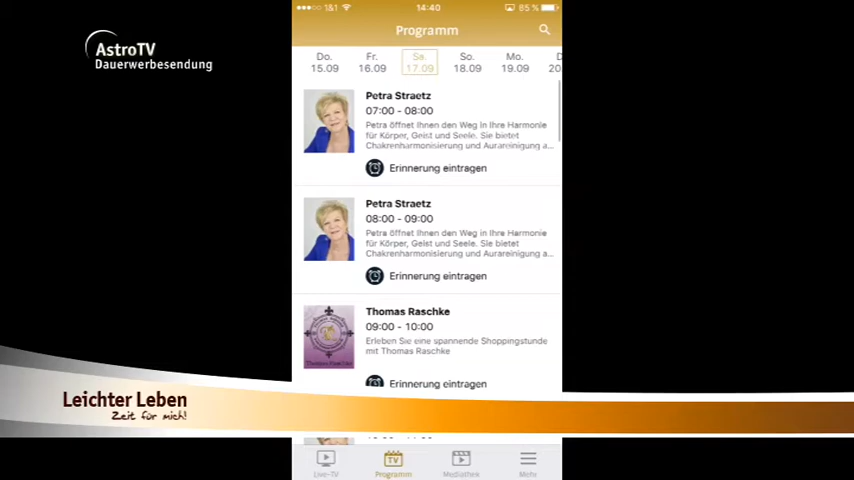 AstroTV
Dauerwerbesendung
1&1 14:40 85 %
Programm
Do. Fr. Sa. So. Mo.
15.09 16.09 17.09 18.09 19.09 20.
Petra Straetz
07:00 - 08:00
Petra öffnet Ihnen den Weg in Ihre Harmonie
für Körper, Geist und Seele. Sie bietet
Chakrenharmonisierung und Aurareinigung a...
Erinnerung eintragen
Petra Straetz
08:00 - 09:00
Petra öffnet Ihnen den Weg in Ihre Harmonie
für Körper, Geist und Seele. Sie bietet
Chakrenharmonisierung und Aurareinigung a...
Erinnerung eintragen
Thomas Raschke
09:00 - 10:00
Erleben Sie eine spannende Shoppingstunde
mit Thomas Raschke
Erinnerung eintragen
Leichter Leben
Zeit für mich!
TV
Live-TV Programm Mediathek Mehr